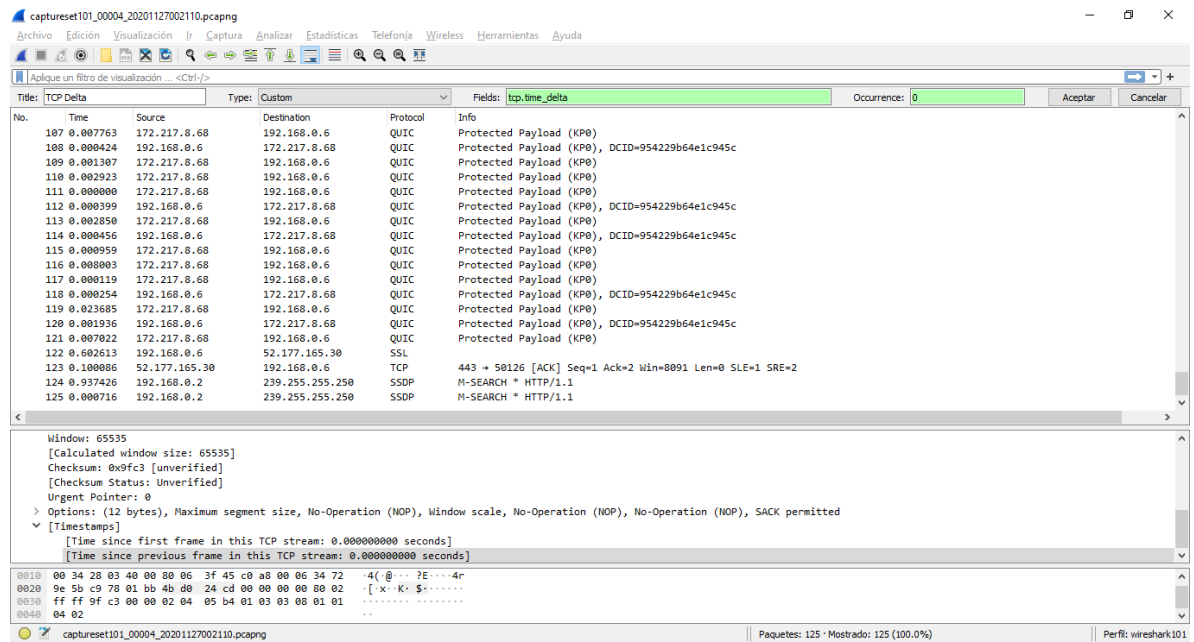 captureset101_00004_20201127002110.pcapng
Archivo Edición Visualización Ir Captura Analizar Estadísticas Telefonía Wireless Herramientas Ayuda
Aplique un filtro de visualización ... <Ctrl-/>
Title: TCP Delta Type: Custom Fields: tcp.time_delta Occurrence: 0 Aceptar Cancelar
No. Time Source Destination Protocol Info
107 0.007763 172.217.8.68 192.168.0.6 QUIC Protected Payload (KP0)
108 0.000424 192.168.0.6 172.217.8.68 QUIC Protected Payload (KP0), DCID=954229b64e1c945c
109 0.001307 172.217.8.68 192.168.0.6 QUIC Protected Payload (KP0)
110 0.002923 172.217.8.68 192.168.0.6 QUIC Protected Payload (KP0)
111 0.000000 172.217.8.68 192.168.0.6 QUIC Protected Payload (KP0)
112 0.000399 192.168.0.6 172.217.8.68 QUIC Protected Payload (KP0), DCID=954229b64e1c945c
113 0.002850 172.217.8.68 192.168.0.6 QUIC Protected Payload (KP0)
114 0.000456 192.168.0.6 172.217.8.68 QUIC Protected Payload (KP0), DCID=954229b64e1c945c
115 0.000959 172.217.8.68 192.168.0.6 QUIC Protected Payload (KP0)
116 0.008003 172.217.8.68 192.168.0.6 QUIC Protected Payload (KP0)
117 0.000119 172.217.8.68 192.168.0.6 QUIC Protected Payload (KP0)
118 0.000254 192.168.0.6 172.217.8.68 QUIC Protected Payload (KP0), DCID=954229b64e1c945c
119 0.023685 172.217.8.68 192.168.0.6 QUIC Protected Payload (KP0)
120 0.001936 192.168.0.6 172.217.8.68 QUIC Protected Payload (KP0), DCID=954229b64e1c945c
121 0.007022 172.217.8.68 192.168.0.6 QUIC Protected Payload (KP0)
122 0.602613 192.168.0.6 52.177.165.30 SSL
123 0.100086 52.177.165.30 192.168.0.6 TCP 443 → 50126 [ACK] Seq=1 Ack=2 Win=8091 Len=0 SLE=1 SRE=2
124 0.937426 192.168.0.2 239.255.255.250 SSDP M-SEARCH * HTTP/1.1
125 0.000716 192.168.0.2 239.255.255.250 SSDP M-SEARCH * HTTP/1.1
Window: 65535
[Calculated window size: 65535]
Checksum: 0x9fc3 [unverified]
[Checksum Status: Unverified]
Urgent Pointer: 0
Options: (12 bytes), Maximum segment size, No-Operation (NOP), Window scale, No-Operation (NOP), No-Operation (NOP), SACK permitted
[Timestamps]
[Time since first frame in this TCP stream: 0.000000000 seconds]
[Time since previous frame in this TCP stream: 0.000000000 seconds]
0010 00 34 28 03 40 00 80 06 3f 45 c0 a8 00 06 34 72 ·4(·@··· ?E····4r
0020 9e 5b c9 78 01 bb 4b d0 24 cd 00 00 00 00 80 02 ·[·x··K· $·······
0030 ff ff 9f c3 00 00 02 04 05 b4 01 03 03 08 01 01 ········ ········
0040 04 02 ··
captureset101_00004_20201127002110.pcapng Paquetes: 125 · Mostrado: 125 (100.0%) Perfil: wireshark101